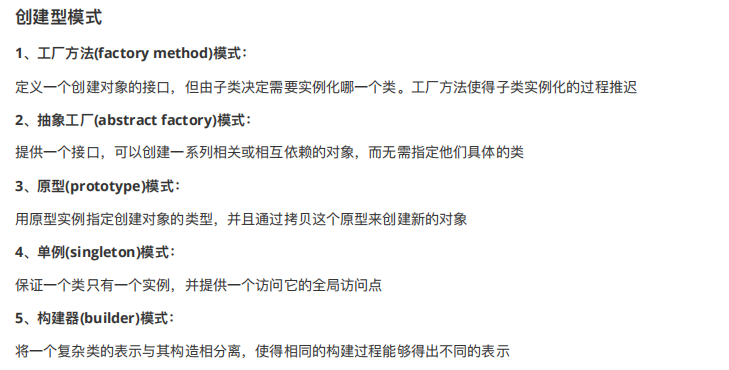 创建型模式
1、工厂方法(factory method)模式：
定义一个创建对象的接口，但由子类决定需要实例化哪一个类。工厂方法使得子类实例化的过程推迟
2、抽象工厂(abstract factory)模式：
提供一个接口，可以创建一系列相关或相互依赖的对象，而无需指定他们具体的类
3、原型(prototype)模式：
用原型实例指定创建对象的类型，并且通过拷贝这个原型来创建新的对象
4、单例(singleton)模式：
保证一个类只有一个实例，并提供一个访问它的全局访问点
5、构建器(builder)模式：
将一个复杂类的表示与其构造相分离，使得相同的构建过程能够得出不同的表示